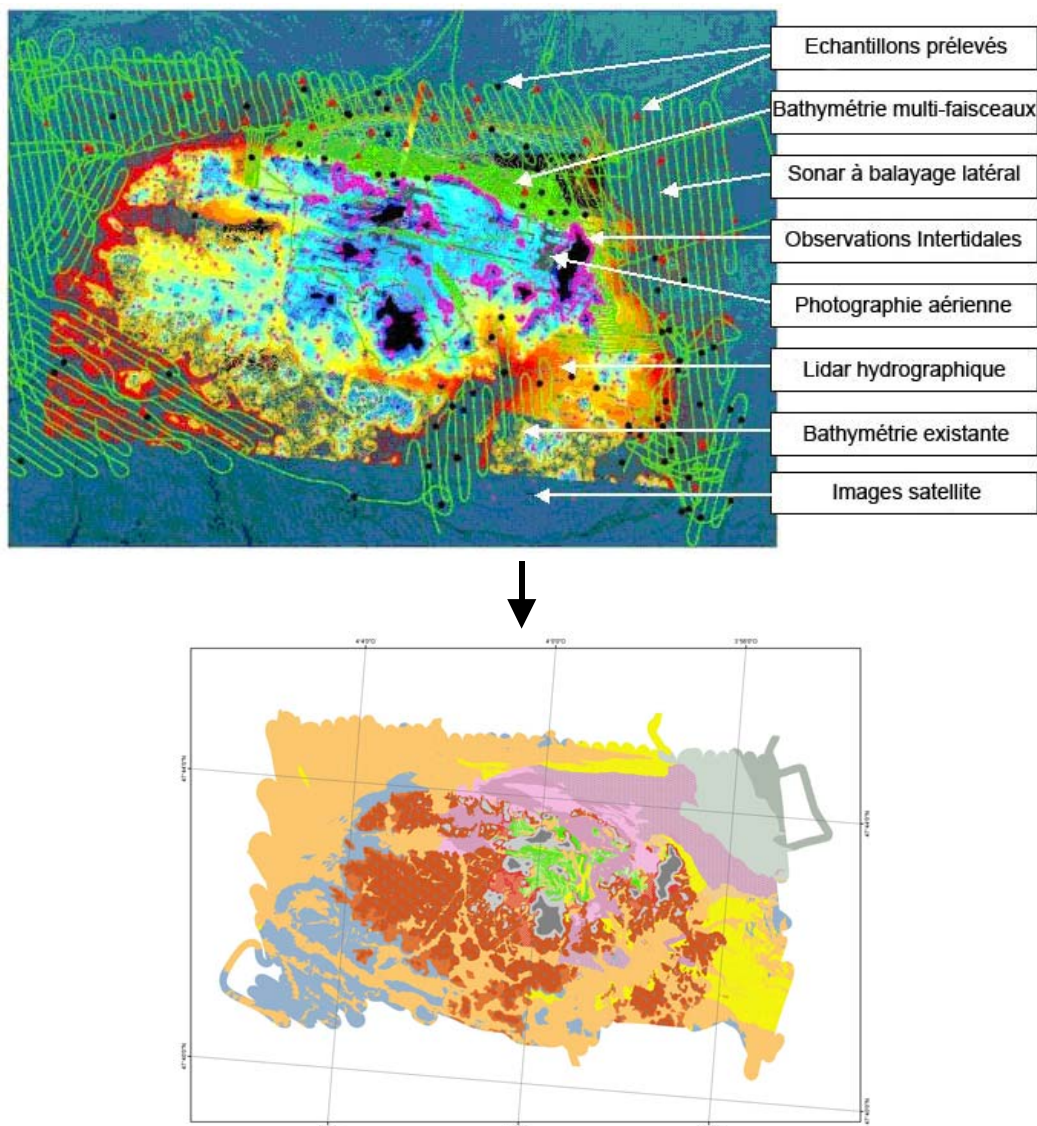 Echantillons prélevés
Bathymétrie multi-faisceaux
Sonar à balayage latéral
Observations Intertidales
Photographie aérienne
Lidar hydrographique
Bathymétrie existante
Images satellite